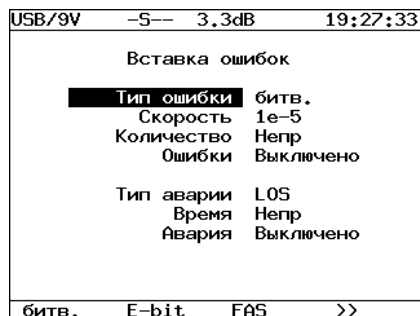 USB/9V -S-- 3.3dB 19:27:33
Вставка ошибок
Тип ошибки битв.
Скорость 1e-5
Количество Непр
Ошибки Выключено
Тип аварии LOS
Время Непр
Авария Выключено
битв. E-bit FAS >>